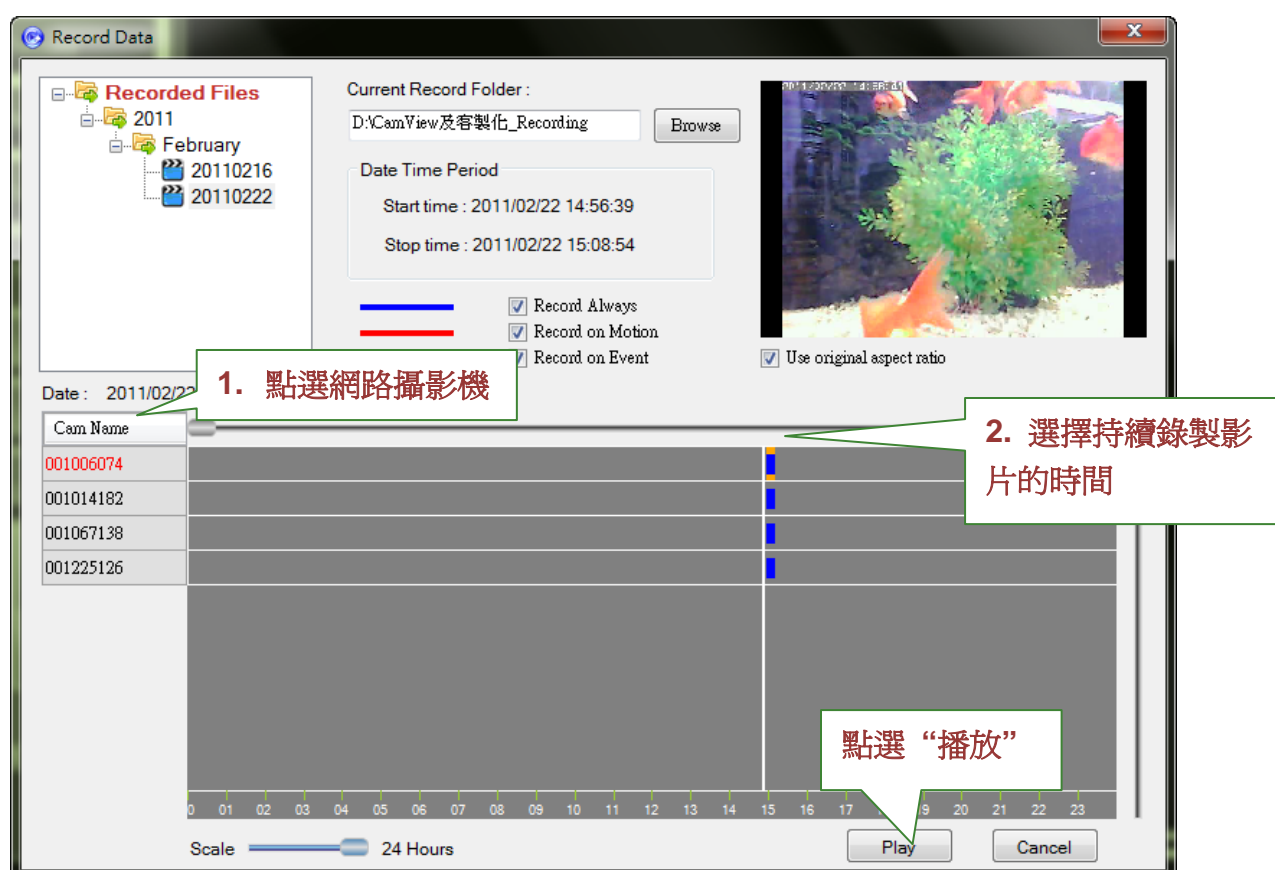 Record Data
Recorded Files
2011
February
20110216
20110222
Current Record Folder :
D:\CamView及客製化_Recording
Browse
Date Time Period
Start time : 2011/02/22 14:56:39
Stop time : 2011/02/22 15:08:54
Record Always
Record on Motion
Record on Event
2011/02/22 14:56:41
Use original aspect ratio
Date : 2011/02/22
1. 點選網路攝影機
2. 選擇持續錄製影
片的時間
Cam Name
001006074
001014182
001067138
001225126
點選“播放”
0 01 02 03 04 05 06 07 08 09 10 11 12 13 14 15 16 17 20 21 22 23
Scale
24 Hours
Play
Cancel